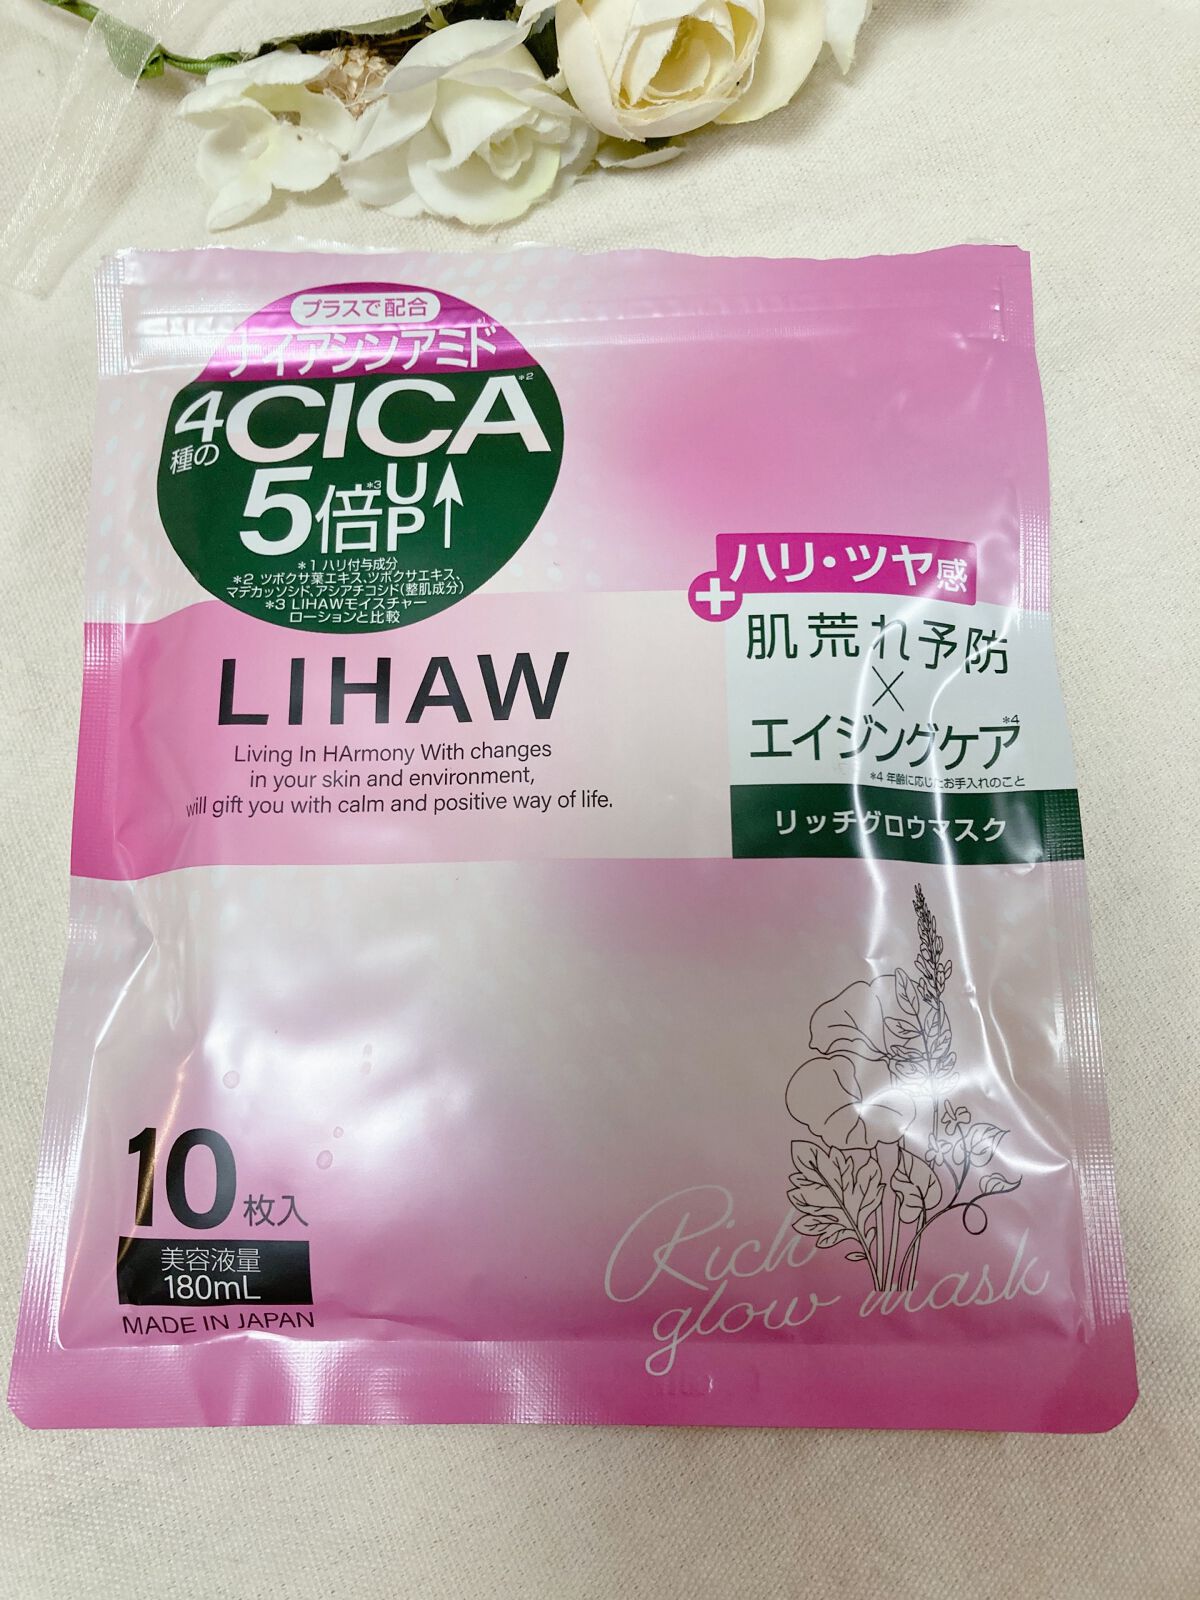 プラスで配合
ナイアシンアミド
4種のCICA*2
5倍*3UP↑
*1 ハリ付与成分
*2 ツボクサ葉エキス、ツボクサエキス、
マデカッソシド、アシアチコシド(整肌成分)
*3 LIHAWモイスチャー
ローションと比較
+ハリ・ツヤ感
肌荒れ予防
×
エイジングケア*4
*4 年齢に応じたお手入れのこと
リッチグロウマスク
LIHAW
Living In HArmony With changes
in your skin and environment,
will gift you with calm and positive way of life.
10枚入
美容液量
180mL
MADE IN JAPAN
Rich
glow mask